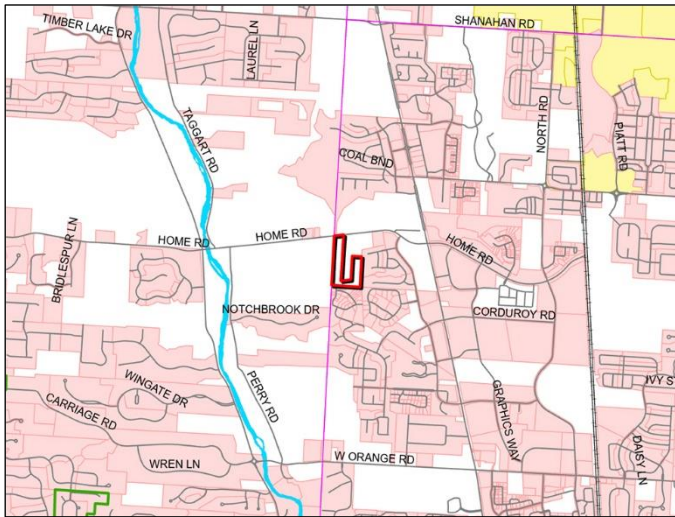 TIMBER LAKE DR
LAUREL LN
SHANAHAN RD
TAGGART RD
COAL BND
NORTH RD
PIATT RD
BRIDLESPUR LN
HOME RD
HOME RD
HOME RD
NOTCHBROOK DR
CORDUROY RD
WINGATE DR
PERRY RD
CARRIAGE RD
GRAPHICS WAY
IVY S
DAISY LN
WREN LN
W ORANGE RD